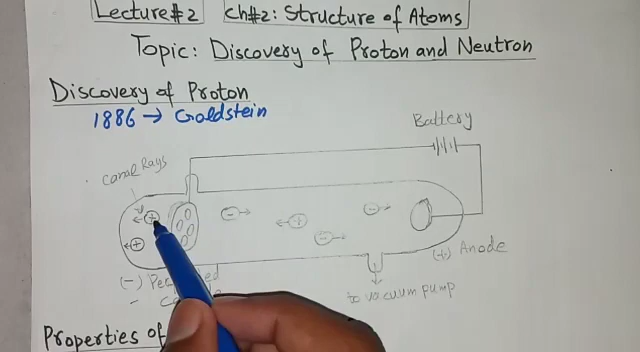 Lecture#2 Ch#2: Structure of Atoms
Topic: Discovery of Proton and Neutron
Discovery of Proton
1886 → Goldstein
Battery
canal Rays
(+) Anode
(-)
to vacuum pump
Properties of